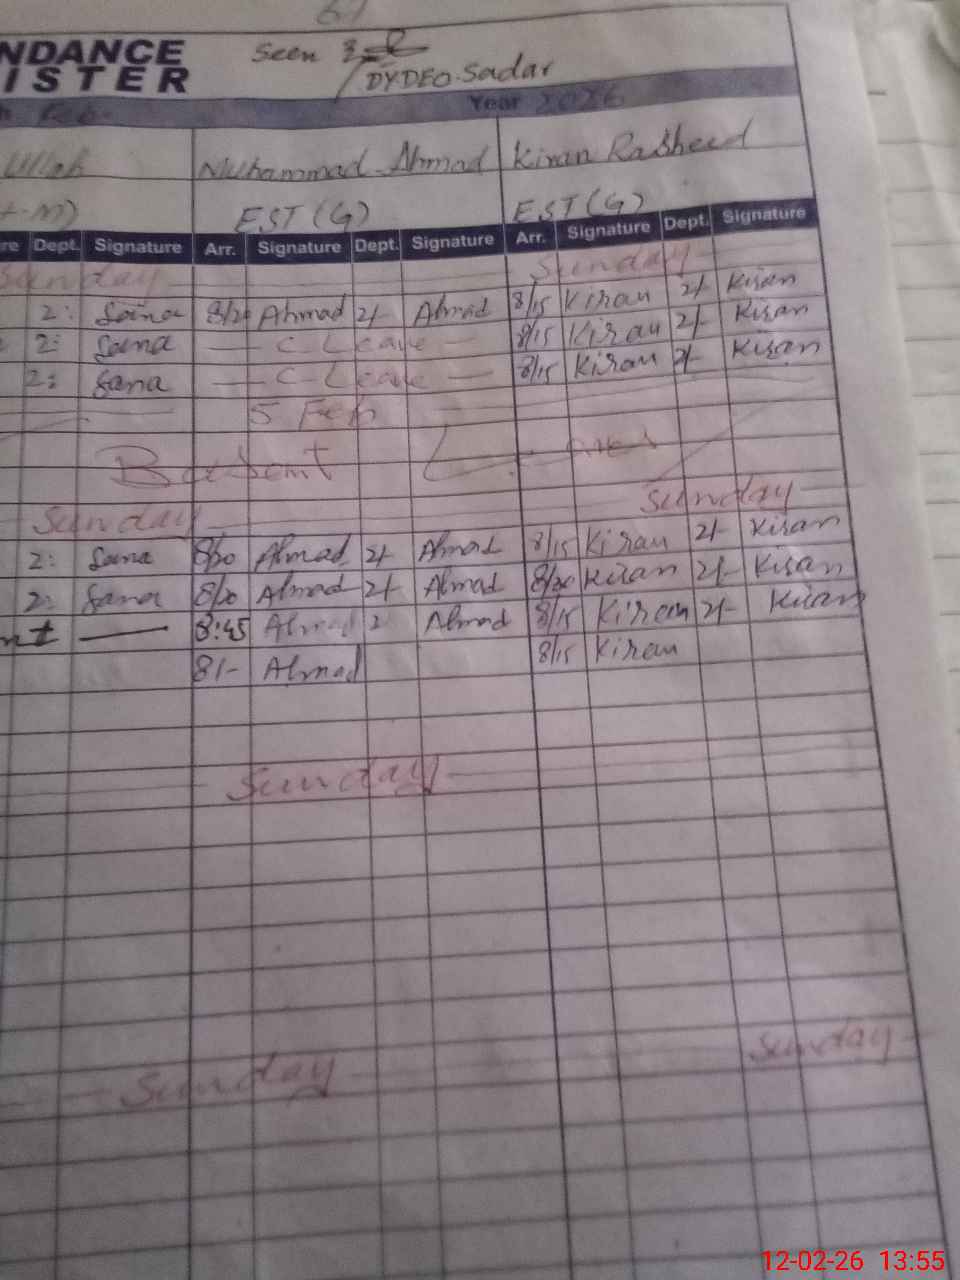 67
NDANCE Seen
ISTER DYDEO. Sadar
h Feb Year 2026
Ullah Muhammad Ahmad Kiran Rasheed
EST (G) EST (G)
re Dept. Signature Arr. Signature Dept. Signature Arr. Signature Dept. Signature
Sunday Sunday
2: Sana 8/20 Ahmad 2/- Ahmad 8/15 Kiran 2/- Kiran
2: Sana C Leave 8/15 Kiran 2/- Kiran
2: Sana C Leave 8/15 Kiran 2/- Kiran
5 Feb
Sunday Sunday
2: Sana 8/20 Ahmad 2/- Ahmad 8/15 Kiran 2/- Kiran
2: Sana 8/20 Ahmad 2/- Ahmad 8/20 Kiran 2/- Kiran
8:45 Ahmad 2 Ahmad 8/15 Kiran 2/- Kiran
8/- Ahmad 8/15 Kiran
Sunday
Sunday Sunday
12-02-26 13:55